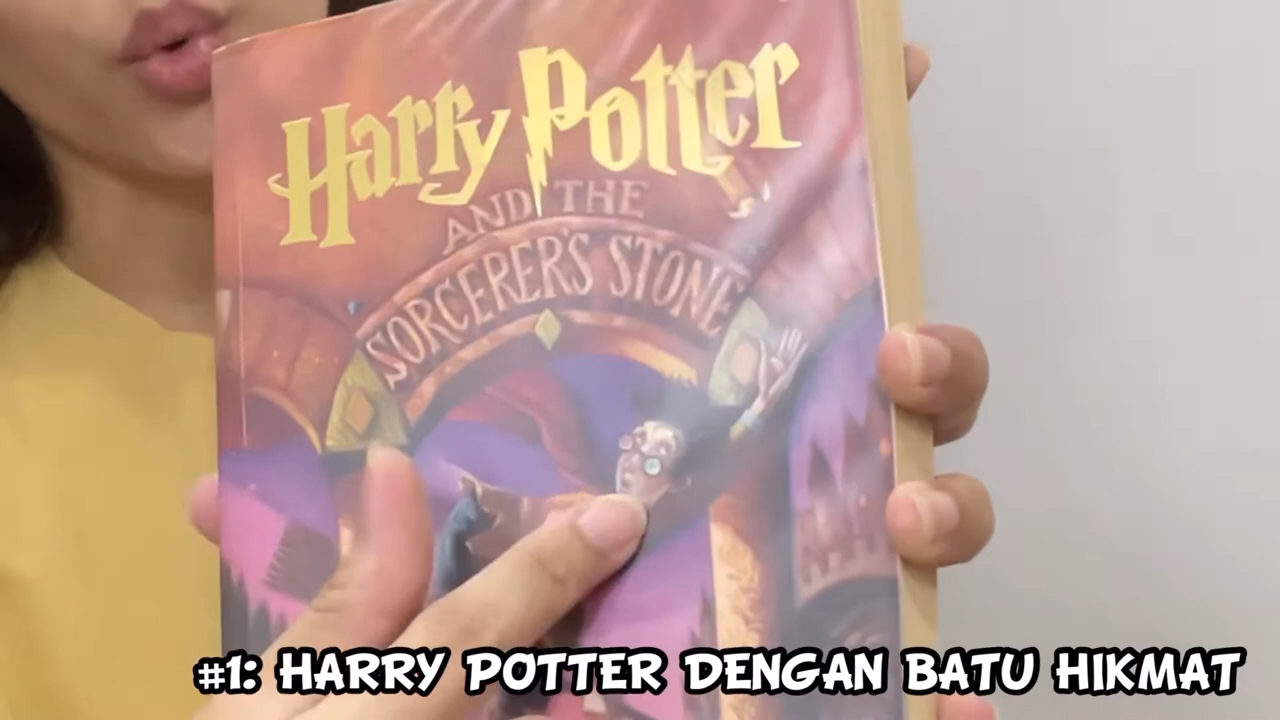 Harry Potter
AND THE
SORCERER'S STONE
#1: HARRY POTTER DENGAN BATU HIKMAT